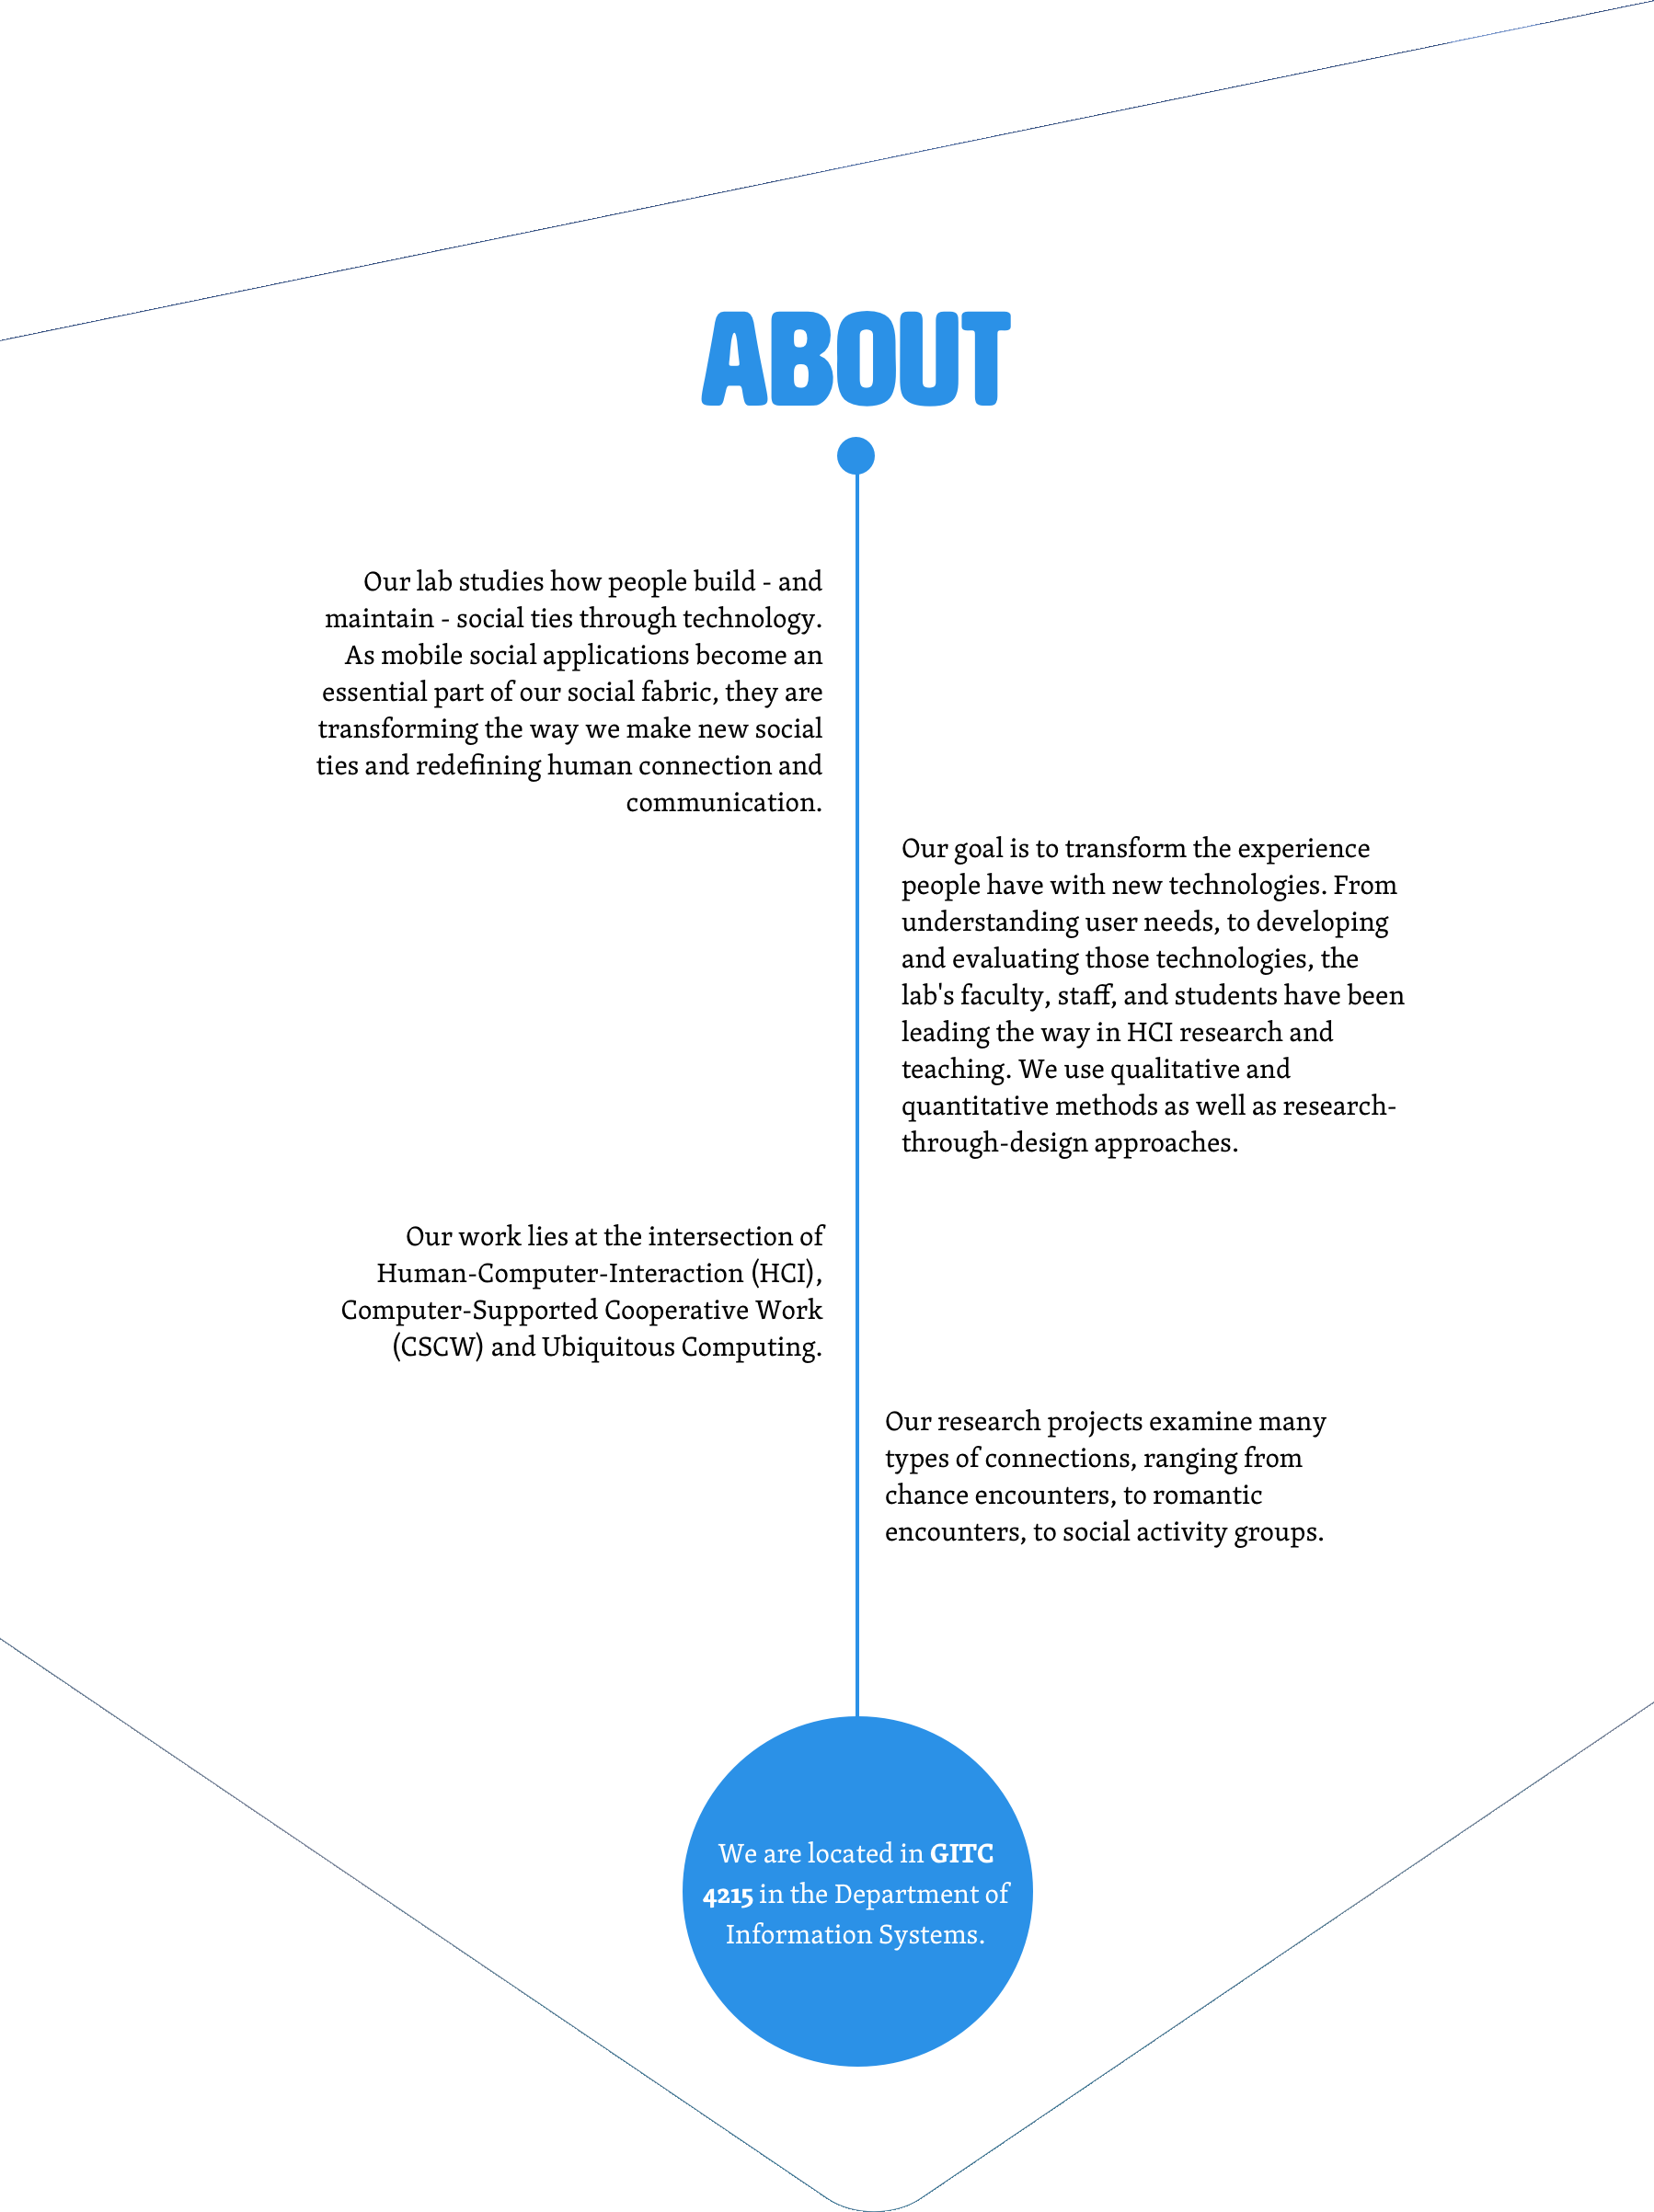 ABOUT
Our lab studies how people build - and
maintain - social ties through technology.
As mobile social applications become an
essential part of our social fabric, they are
transforming the way we make new social
ties and redefining human connection and
communication.
Our goal is to transform the experience
people have with new technologies. From
understanding user needs, to developing
and evaluating those technologies, the
lab's faculty, staff, and students have been
leading the way in HCI research and
teaching. We use qualitative and
quantitative methods as well as research-
through-design approaches.
Our work lies at the intersection of
Human-Computer-Interaction (HCI),
Computer-Supported Cooperative Work
(CSCW) and Ubiquitous Computing.
Our research projects examine many
types of connections, ranging from
chance encounters, to romantic
encounters, to social activity groups.
We are located in GITC
4215 in the Department of
Information Systems.